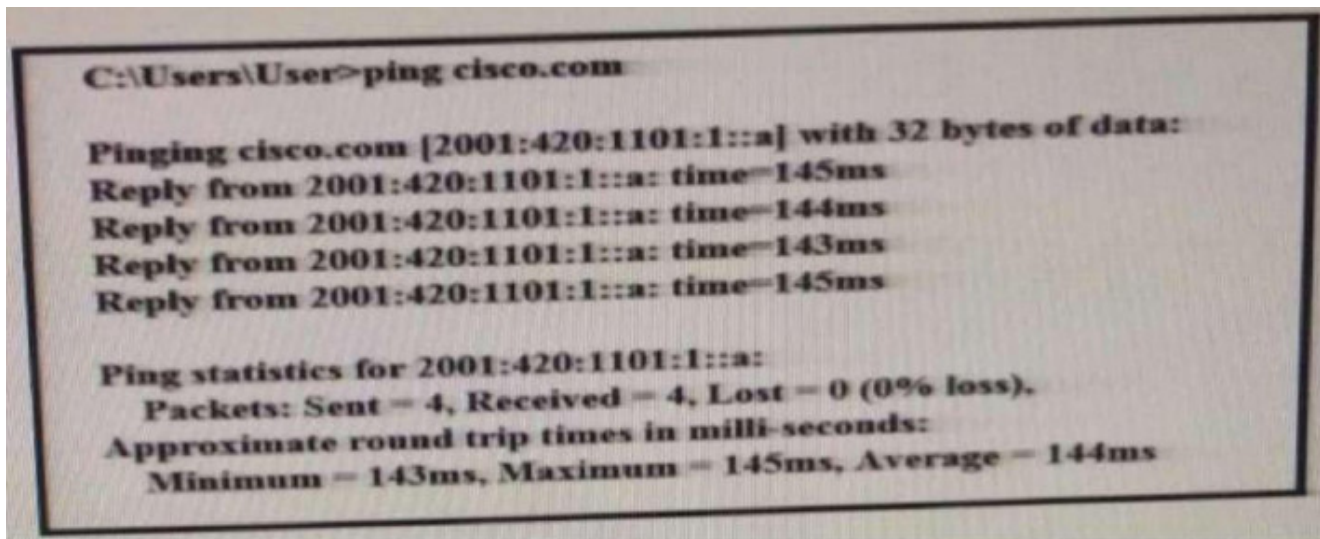 C:\Users\User>ping cisco.com
Pinging cisco.com [2001:420:1101:1::a] with 32 bytes of data:
Reply from 2001:420:1101:1::a: time=145ms
Reply from 2001:420:1101:1::a: time=144ms
Reply from 2001:420:1101:1::a: time=143ms
Reply from 2001:420:1101:1::a: time=145ms
Ping statistics for 2001:420:1101:1::a:
Packets: Sent = 4, Received = 4, Lost = 0 (0% loss),
Approximate round trip times in milli-seconds:
Minimum = 143ms, Maximum = 145ms, Average = 144ms